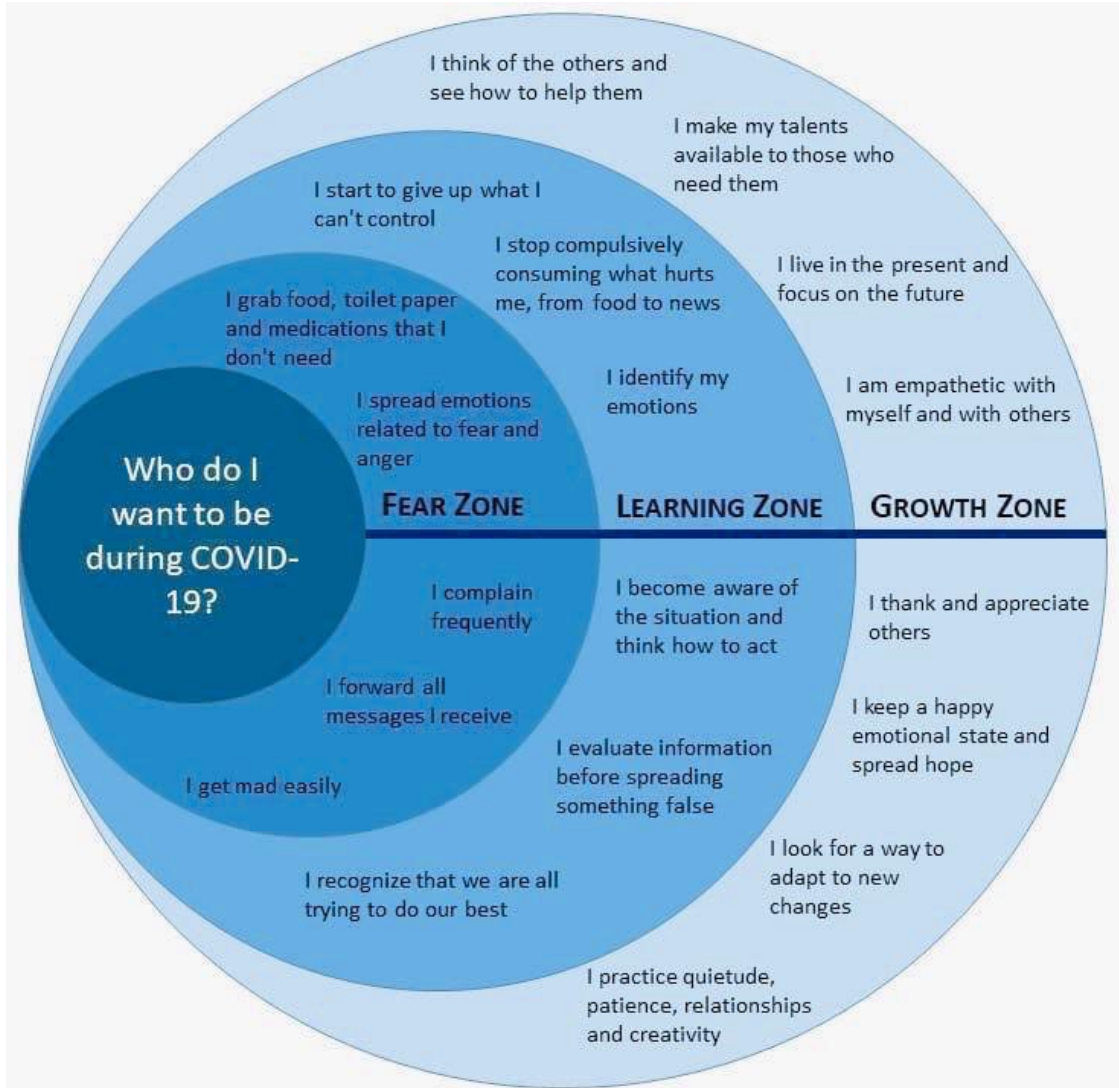 I think of the others and
see how to help them
I make my talents
available to those who
need them
I start to give up what I
can't control
I stop compulsively
consuming what hurts
me, from food to news
I live in the present and
focus on the future
I grab food, toilet paper
and medications that I
don't need
I identify my
emotions
I am empathetic with
myself and with others
I spread emotions
related to fear and
anger
Who do I
want to be
during COVID-
19?
FEAR ZONE
LEARNING ZONE
GROWTH ZONE
I complain
frequently
I become aware of
the situation and
think how to act
I thank and appreciate
others
I forward all
messages I receive
I keep a happy
emotional state and
spread hope
I get mad easily
I evaluate information
before spreading
something false
I look for a way to
adapt to new
changes
I recognize that we are all
trying to do our best
I practice quietude,
patience, relationships
and creativity